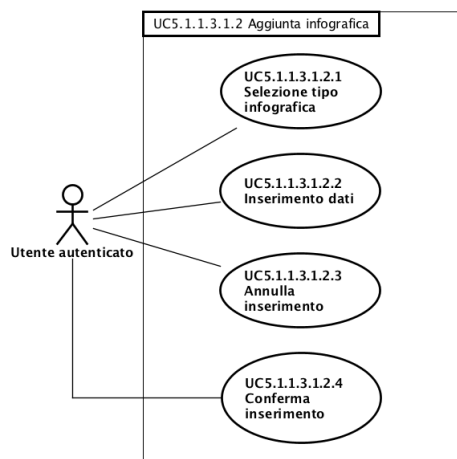 UC5.1.1.3.1.2 Aggiunta infografica
UC5.1.1.3.1.2.1
Selezione tipo
infografica
UC5.1.1.3.1.2.2
Inserimento dati
Utente autenticato
UC5.1.1.3.1.2.3
Annulla
inserimento
UC5.1.1.3.1.2.4
Conferma
inserimento